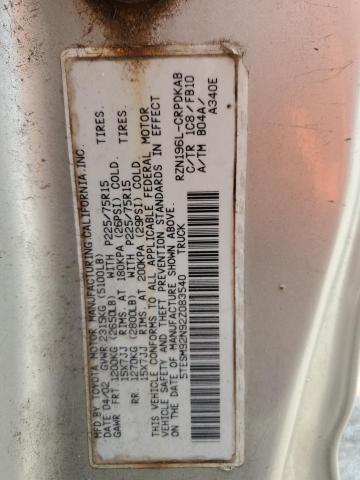 MFD BY TOYOTA MOTOR MANUFACTURING CALIFORNIA INC.
DATE 04/02 GVWR 2315KG (5100LB)
GAWR FRT 1200KG (2650LB) WITH P225/75R15 TIRES.
15X7JJ RIMS, AT 180KPA (26PSI) COLD.
RR 1270KG (2800LB) WITH P225/75R15 TIRES.
15X7JJ RIMS, AT 200KPA (29PSI) COLD.
THIS VEHICLE CONFORMS TO ALL APPLICABLE FEDERAL MOTOR
VEHICLE SAFETY AND THEFT PREVENTION STANDARDS IN EFFECT
ON THE DATE OF MANUFACTURE SHOWN ABOVE.
5TESM92N92Z083540 TRUCK
RZN196L-CRPDKAB
C/TR 1C8/FB10
A/TM B04A/
A340E